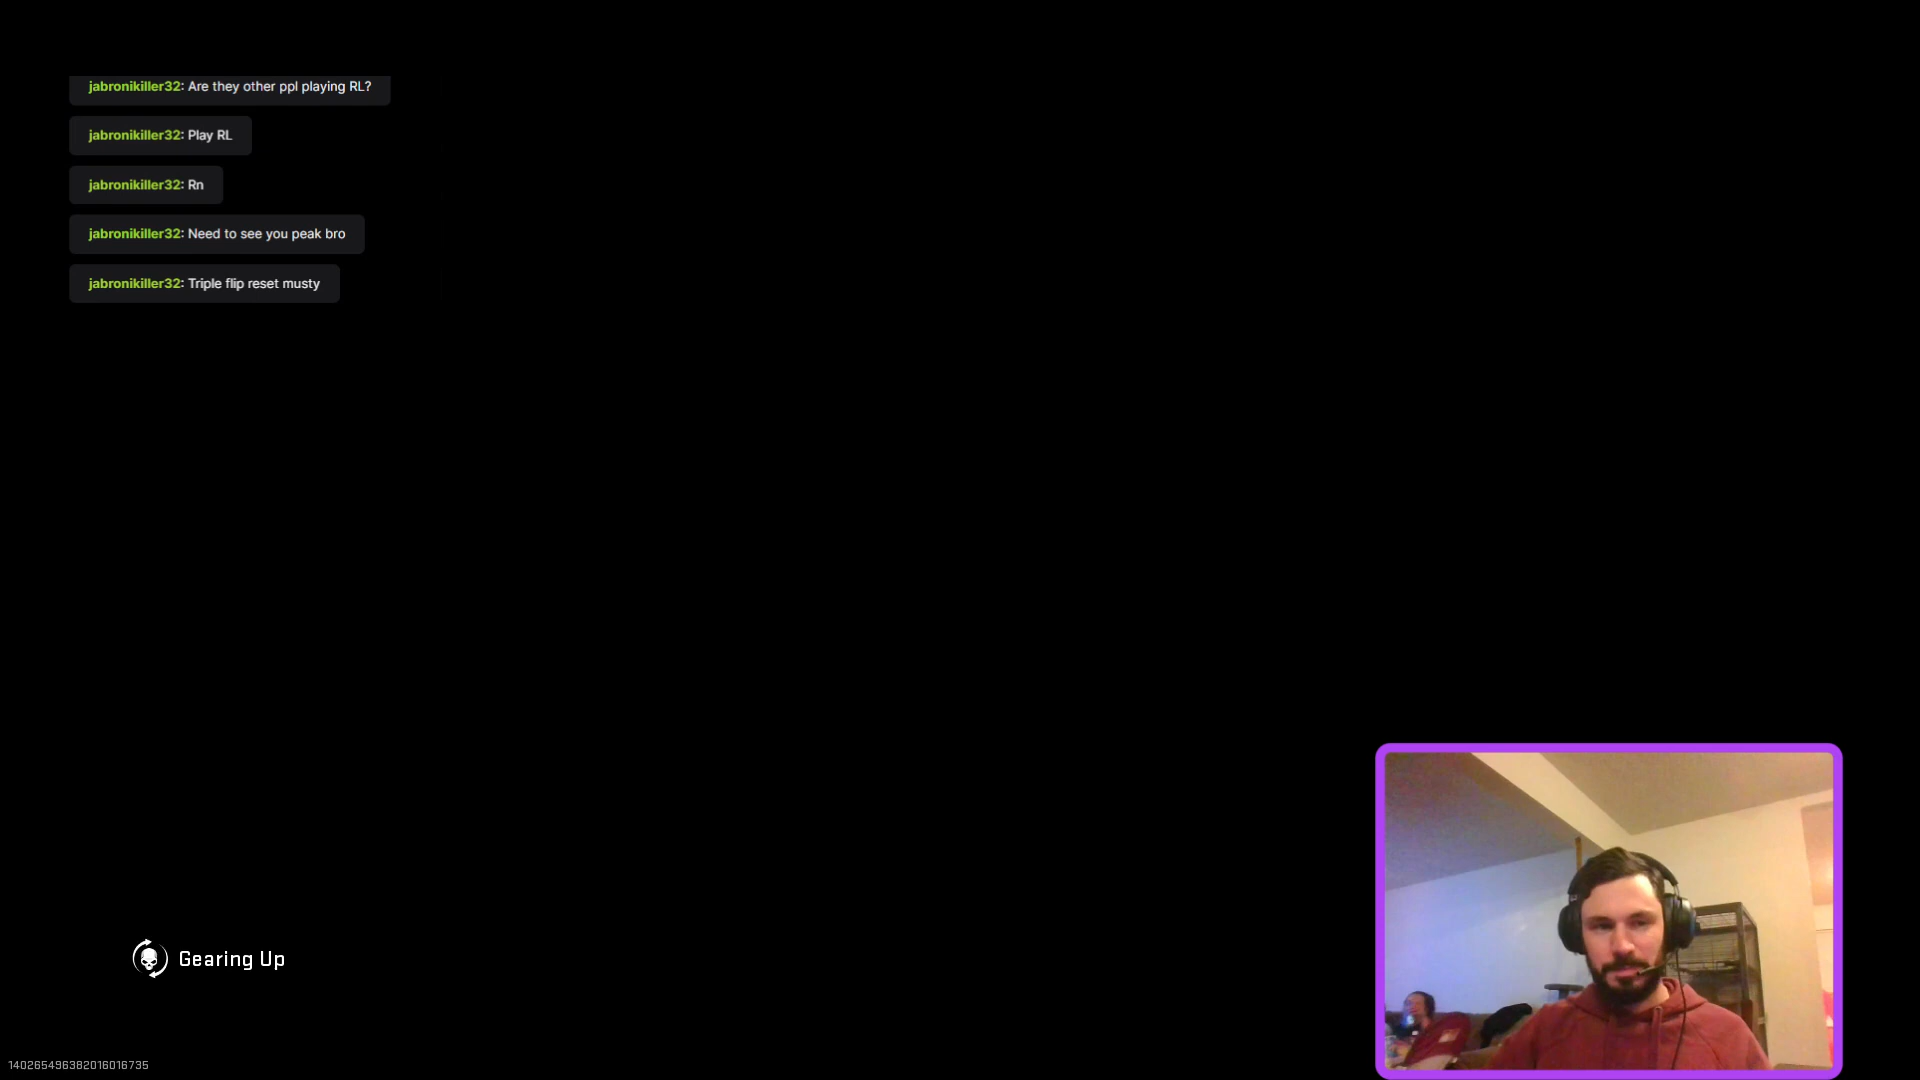 jabronikiller32: Are they other ppl playing RL?
jabronikiller32: Play RL
jabronikiller32: Rn
jabronikiller32: Need to see you peak bro
jabronikiller32: Triple flip reset musty
Gearing Up
140265496382016016735